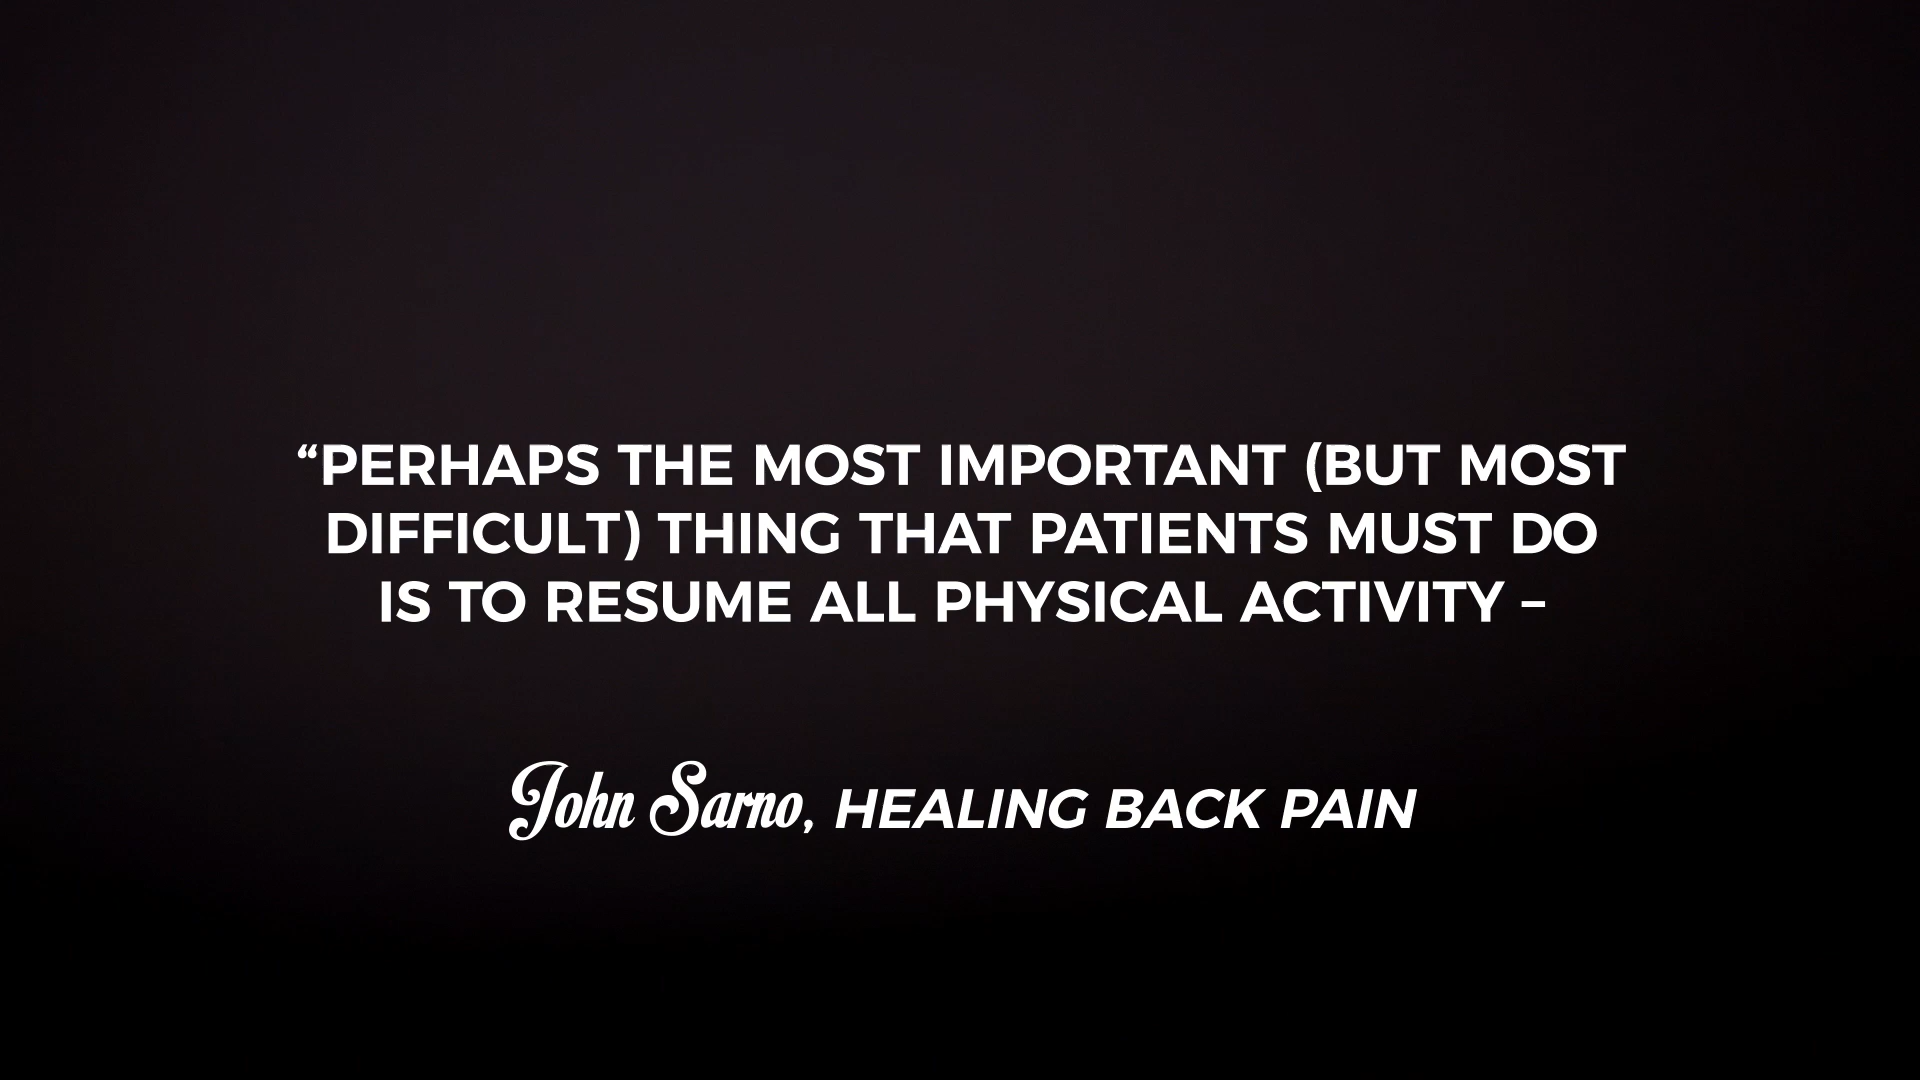 “PERHAPS THE MOST IMPORTANT (BUT MOST
DIFFICULT) THING THAT PATIENTS MUST DO
IS TO RESUME ALL PHYSICAL ACTIVITY –
John Sarno, HEALING BACK PAIN